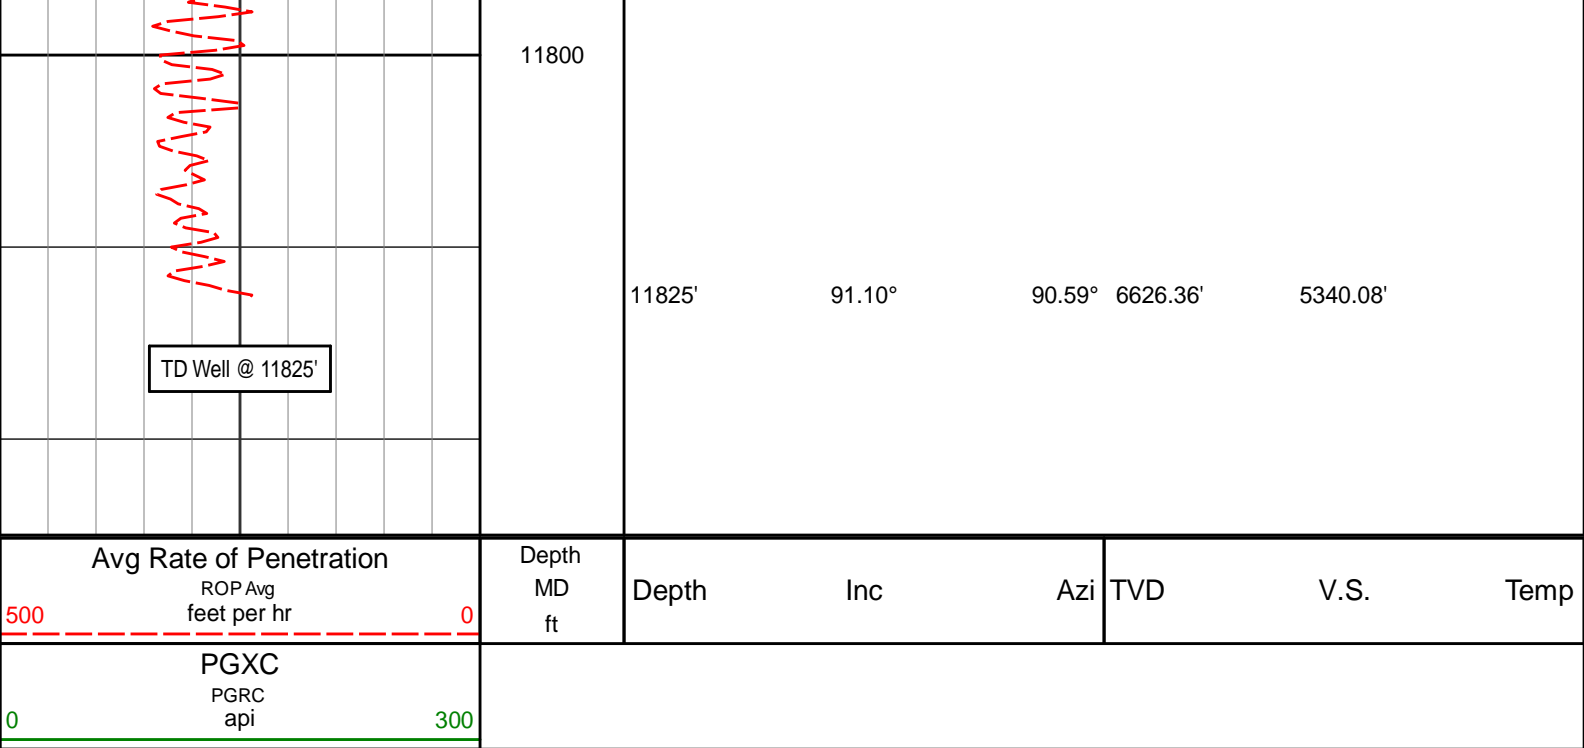 11800
11825' 91.10° 90.59° 6626.36' 5340.08'
TD Well @ 11825'
Avg Rate of Penetration
ROP Avg
500 feet per hr 0
Depth
MD
ft
Depth Inc Azi TVD V.S. Temp
PGXC
PGRC
0 api 300